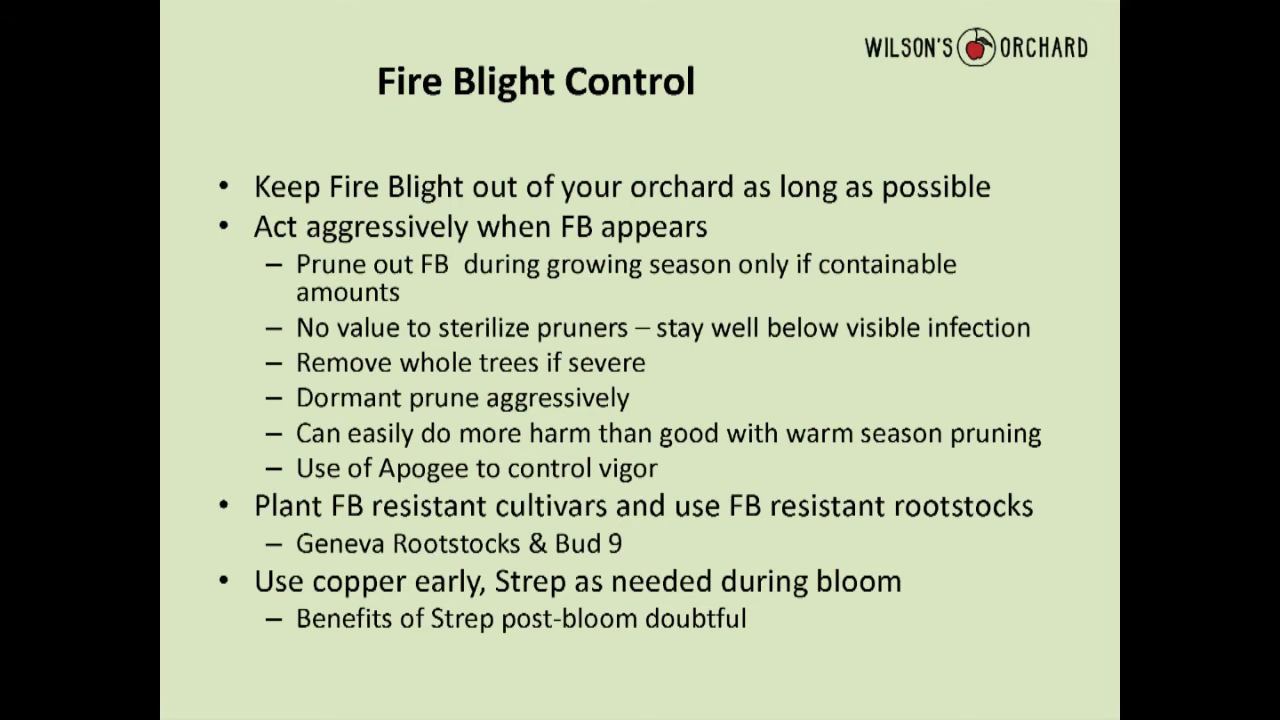 WILSON'S ORCHARD
Fire Blight Control
• Keep Fire Blight out of your orchard as long as possible
• Act aggressively when FB appears
– Prune out FB during growing season only if containable
amounts
– No value to sterilize pruners – stay well below visible infection
– Remove whole trees if severe
– Dormant prune aggressively
– Can easily do more harm than good with warm season pruning
– Use of Apogee to control vigor
• Plant FB resistant cultivars and use FB resistant rootstocks
– Geneva Rootstocks & Bud 9
• Use copper early, Strep as needed during bloom
– Benefits of Strep post-bloom doubtful